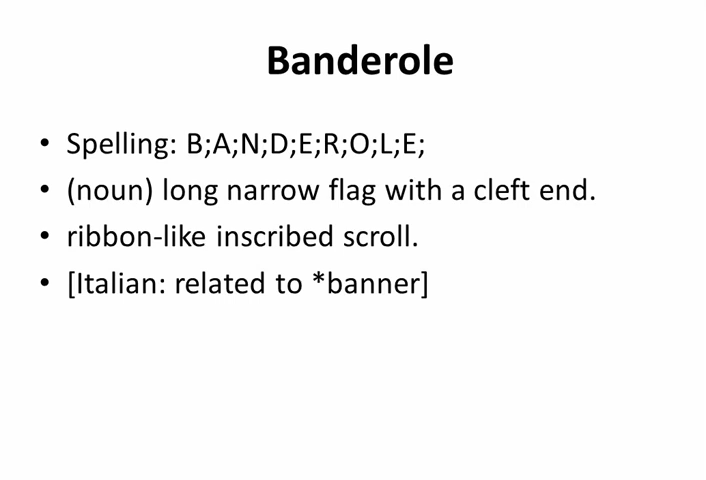 Banderole
• Spelling: B;A;N;D;E;R;O;L;E;
• (noun) long narrow flag with a cleft end.
• ribbon-like inscribed scroll.
• [Italian: related to *banner]